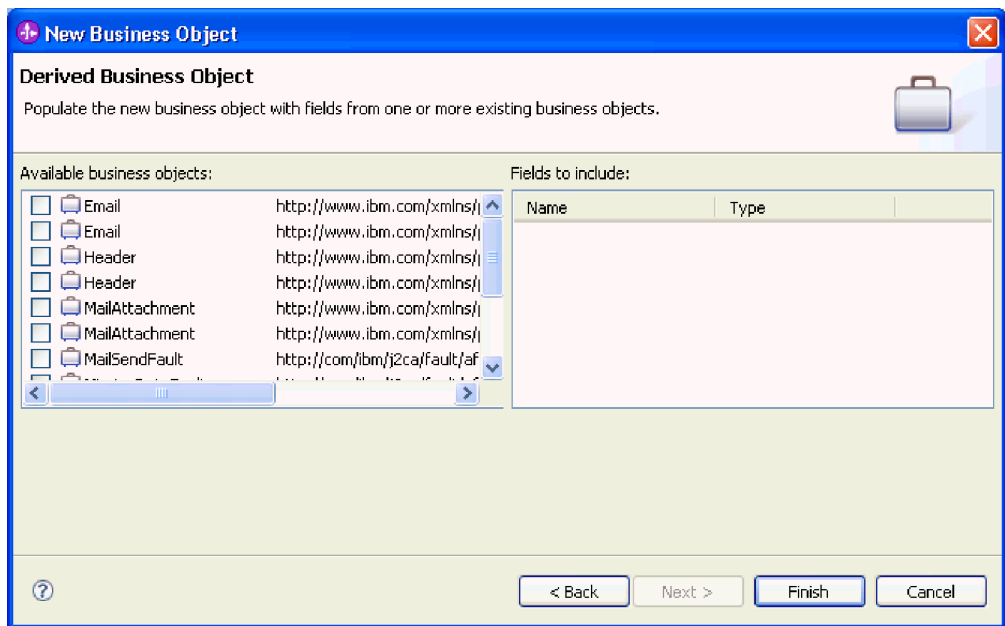 New Business Object
Derived Business Object
Populate the new business object with fields from one or more existing business objects.
Available business objects:
Fields to include:
Email http://www.ibm.com/xmlns/
Email http://www.ibm.com/xmlns/
Header http://www.ibm.com/xmlns/
Header http://www.ibm.com/xmlns/
MailAttachment http://www.ibm.com/xmlns/
MailAttachment http://www.ibm.com/xmlns/
MailSendFault http://com/ibm/j2ca/fault/af
Name Type
< Back Next > Finish Cancel